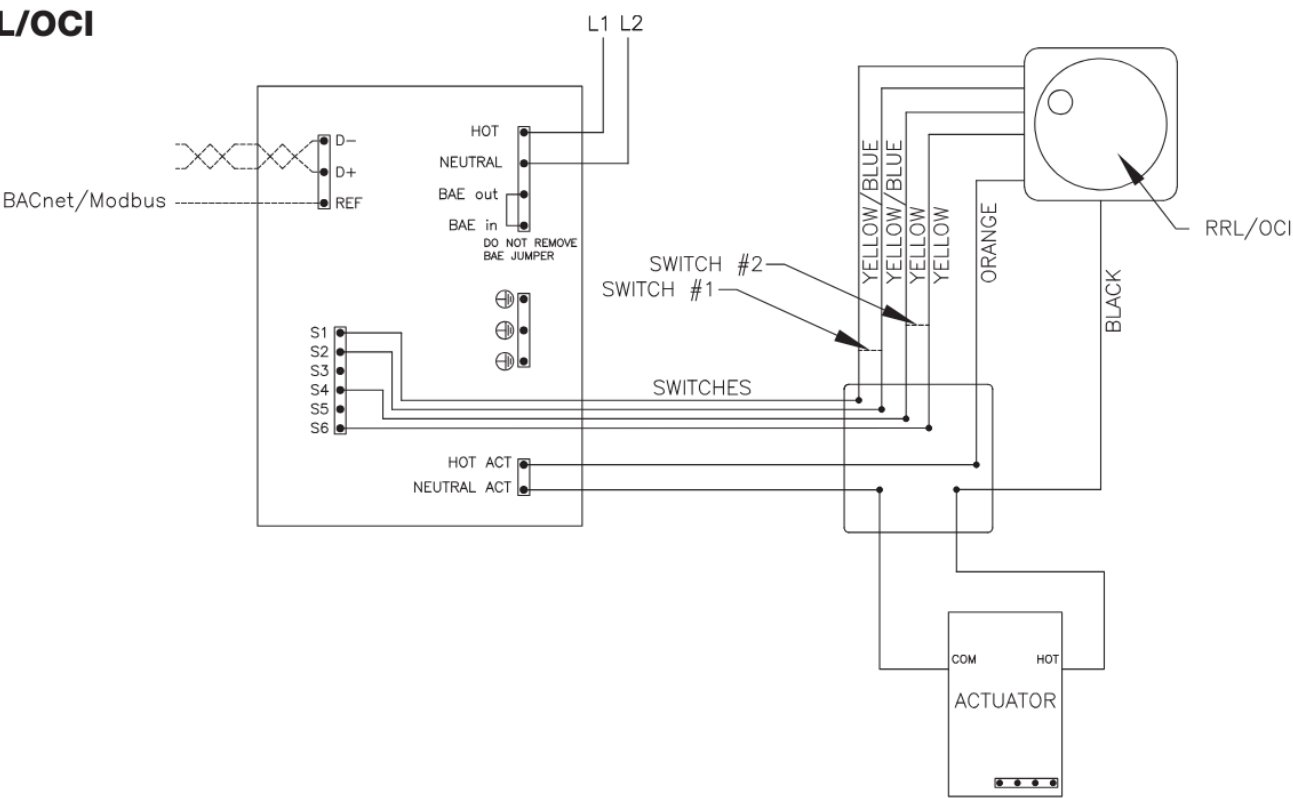 L/OCI
L1 L2
HOT
NEUTRAL
BAE out
BAE in
DO NOT REMOVE
BAE JUMPER
D-
D+
REF
BACnet/Modbus
YELLOW/BLUE
YELLOW/BLUE
YELLOW
YELLOW
ORANGE
BLACK
RRL/OCI
SWITCH #2
SWITCH #1
S1
S2
S3
S4
S5
S6
SWITCHES
HOT ACT
NEUTRAL ACT
COM HOT
ACTUATOR